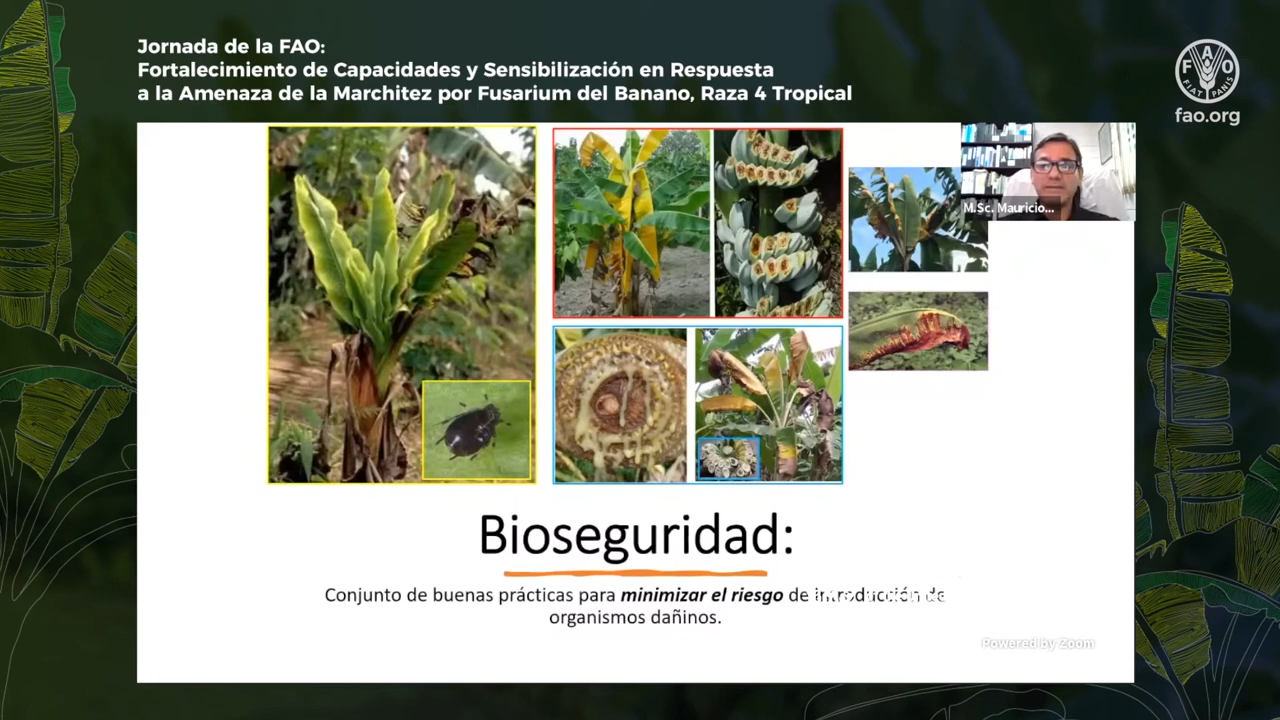 Jornada de la FAO:
Fortalecimiento de Capacidades y Sensibilización en Respuesta
a la Amenaza de la Marchitez por Fusarium del Banano, Raza 4 Tropical
FAO
FIAT PANIS
fao.org
M.Sc. Mauricio...
Bioseguridad:
Conjunto de buenas prácticas para minimizar el riesgo de introducción de
organismos dañinos.
Powered by Zoom